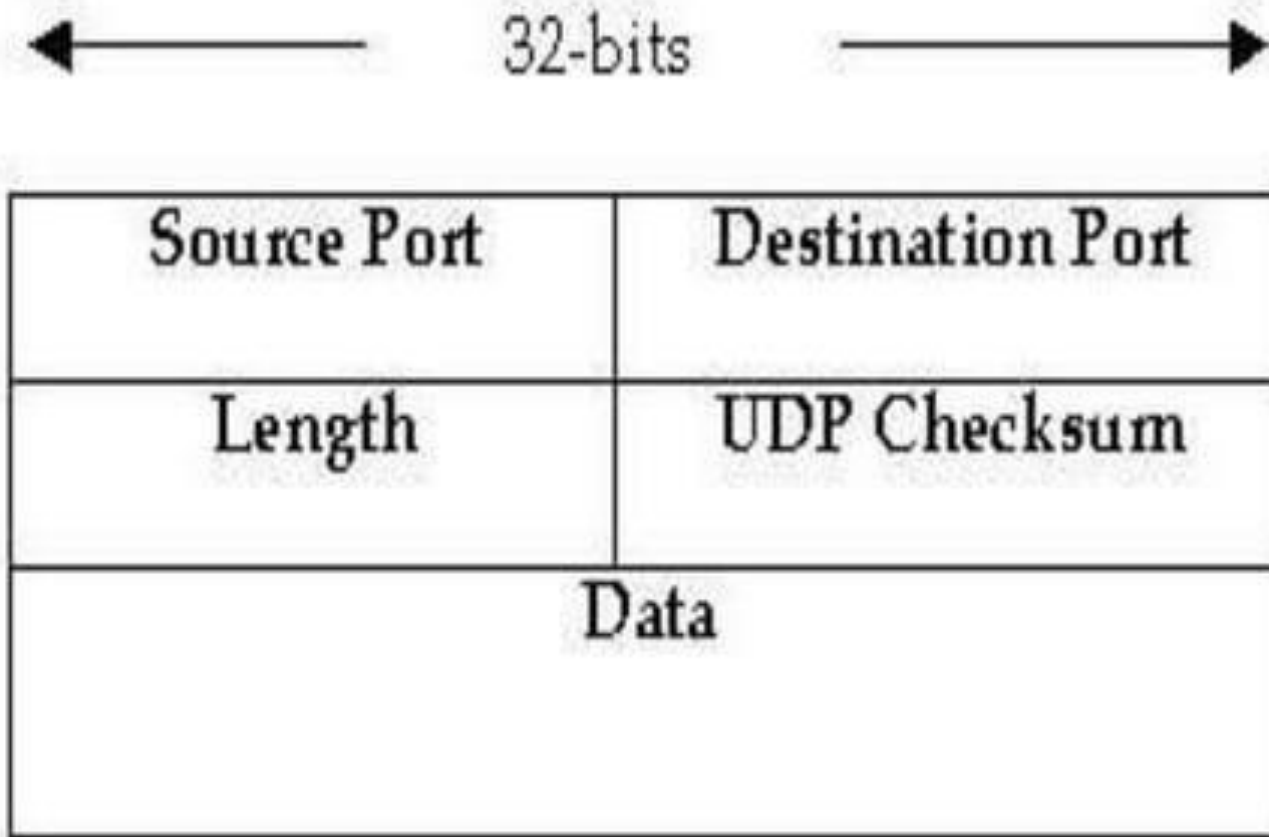 32-bits
Source Port
Destination Port
Length
UDP Checksum
Data